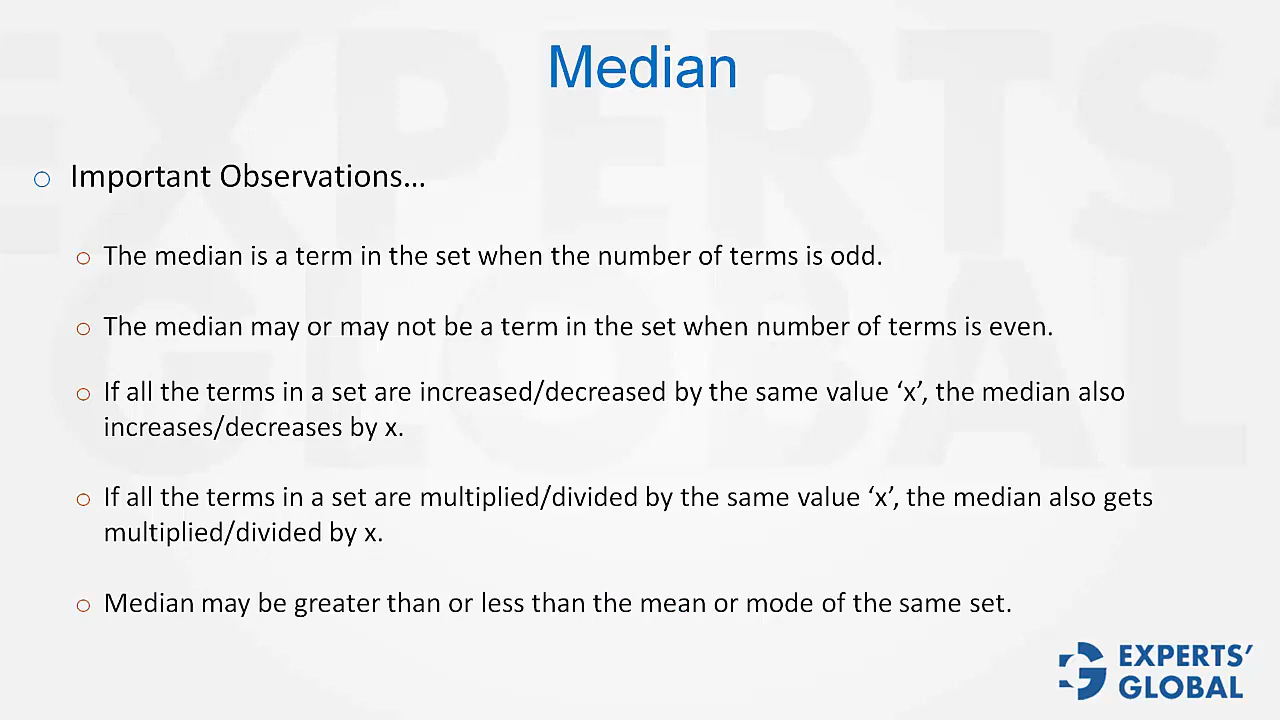 Median
Important Observations...
The median is a term in the set when the number of terms is odd.
The median may or may not be a term in the set when number of terms is even.
If all the terms in a set are increased/decreased by the same value ‘x’, the median also
increases/decreases by x.
If all the terms in a set are multiplied/divided by the same value ‘x’, the median also gets
multiplied/divided by x.
Median may be greater than or less than the mean or mode of the same set.
EXPERTS’
GLOBAL
EXPERTS’
GLOBAL